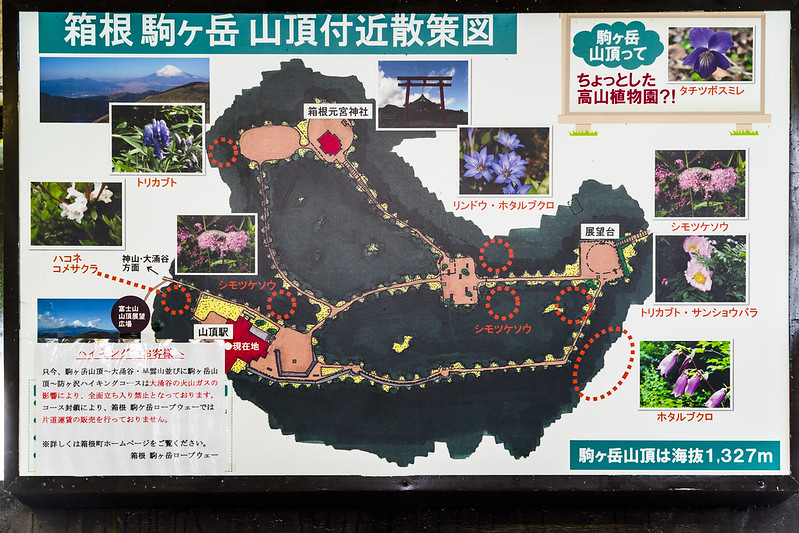 箱根 駒ケ岳 山頂付近散策図
駒ケ岳
山頂って
ちょっとした
高山植物園?!
タチツボスミレ
箱根元宮神社
トリカブト
リンドウ・ホタルブクロ
シモツケソウ
展望台
ハコネ
コメサクラ
神山・大涌谷
方面
シモツケソウ
シモツケソウ
トリカブト・サンショウバラ
富士山
山頂展望
広場
山頂駅
現在地
ホタルブクロ
ハイキングのお客様へ
只今、駒ヶ岳山頂~大涌谷・早雲山並びに駒ヶ岳山
頂~防ヶ沢ハイキングコースは大涌谷の火山ガスの
影響により、全面立ち入り禁止となっております。
コース封鎖により、箱根 駒ケ岳ロープウェーでは
片道運賃の販売を行っておりません。
※詳しくは箱根町ホームページをご覧ください。
箱根 駒ヶ岳ロープウェー
駒ケ岳山頂は海抜1,327m